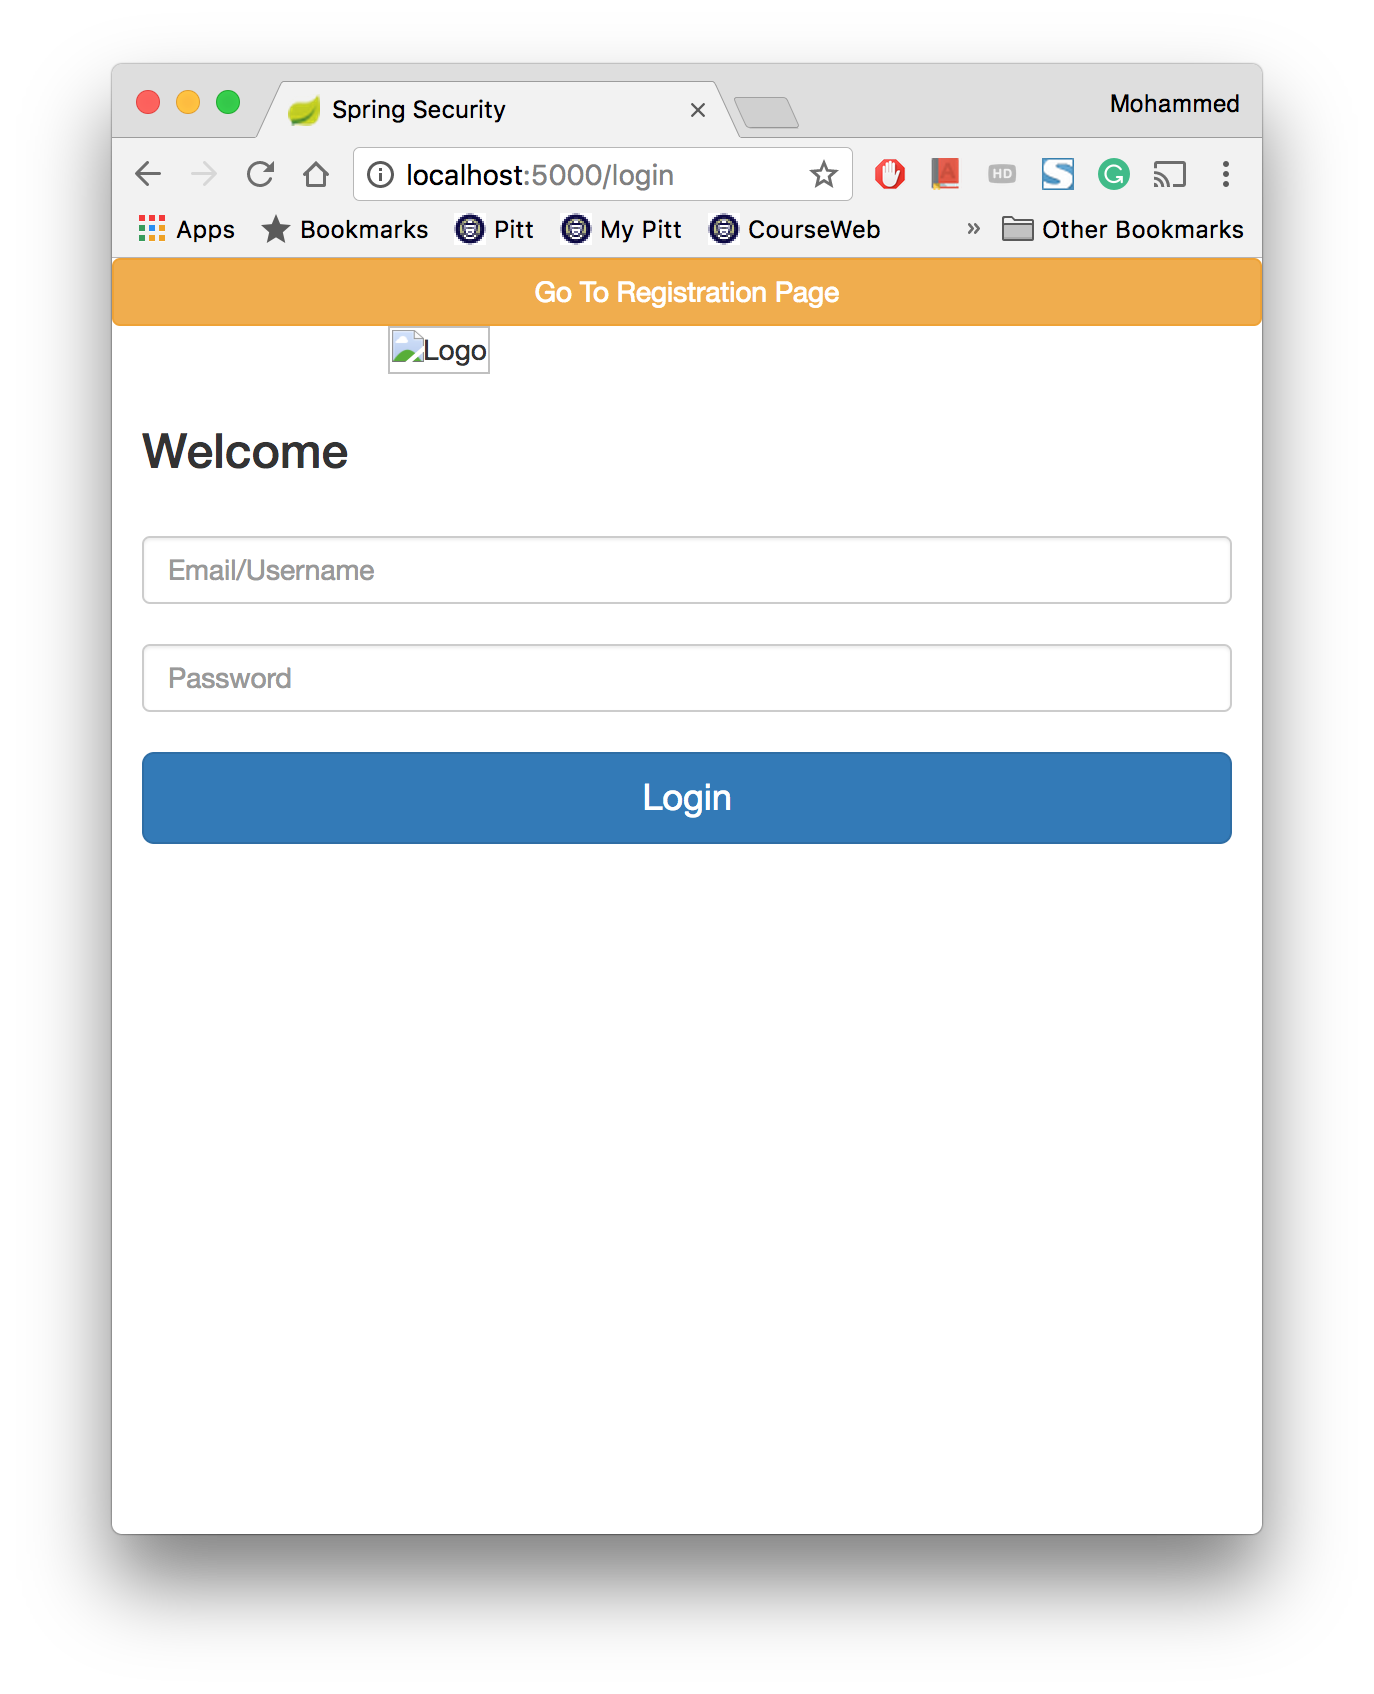 Spring Security
Mohammed
localhost:5000/login
HD
Apps
Bookmarks
Pitt
My Pitt
CourseWeb
»
Other Bookmarks
Go To Registration Page
Logo
Welcome
Email/Username
Password
Login